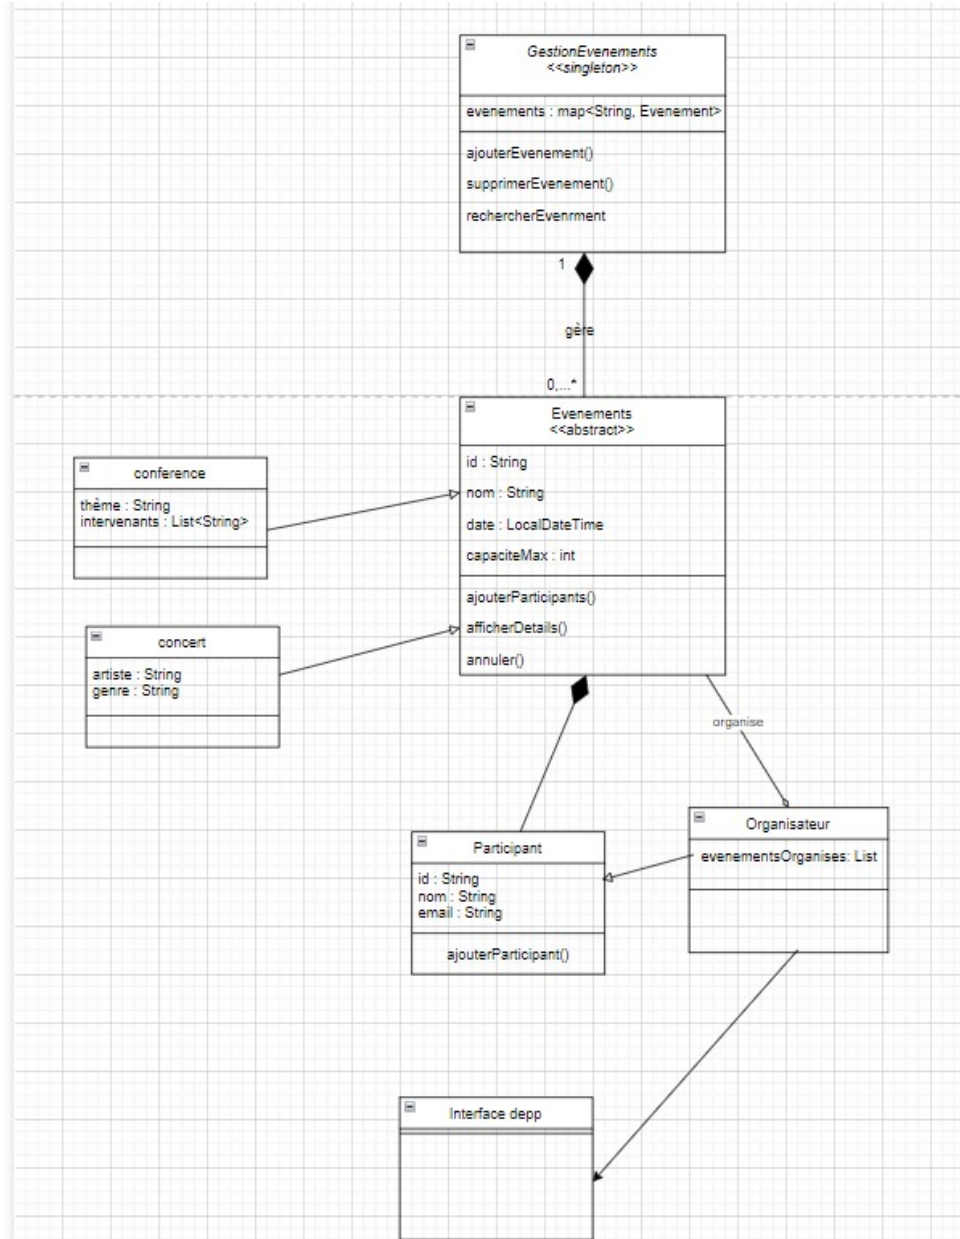 GestionEvenements
<<singleton>>
evenements : map<String, Evenement>
ajouterEvenement()
supprimerEvenement()
rechercherEvenrment
1
gère
0,...*
Evenements
<<abstract>>
id : String
nom : String
date : LocalDateTime
capaciteMax : int
ajouterParticipants()
afficherDetails()
annuler()
conference
thème : String
intervenants : List<String>
concert
artiste : String
genre : String
organise
Participant
id : String
nom : String
email : String
ajouterParticipant()
Organisateur
evenementsOrganises: List
Interface depp